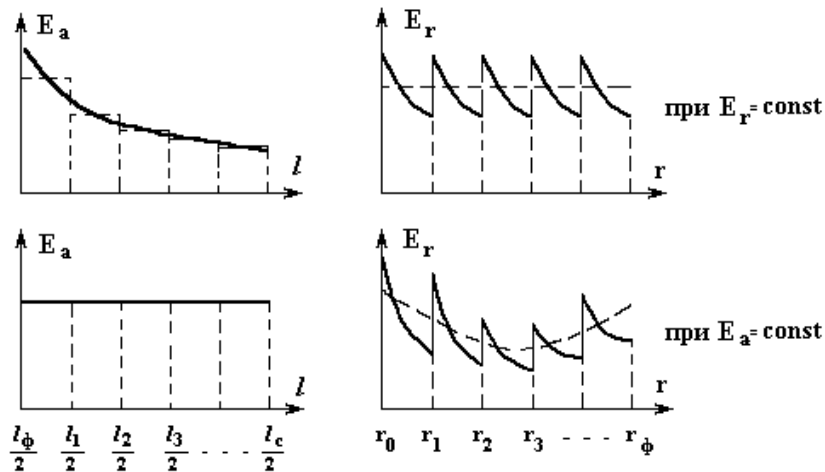 E_a
l
E_r
r
при E_r = const
E_a
l
E_r
r
при E_a = const
l_ф/2 l_1/2 l_2/2 l_3/2 - - - l_c/2
r_0 r_1 r_2 r_3 - - - r_ф